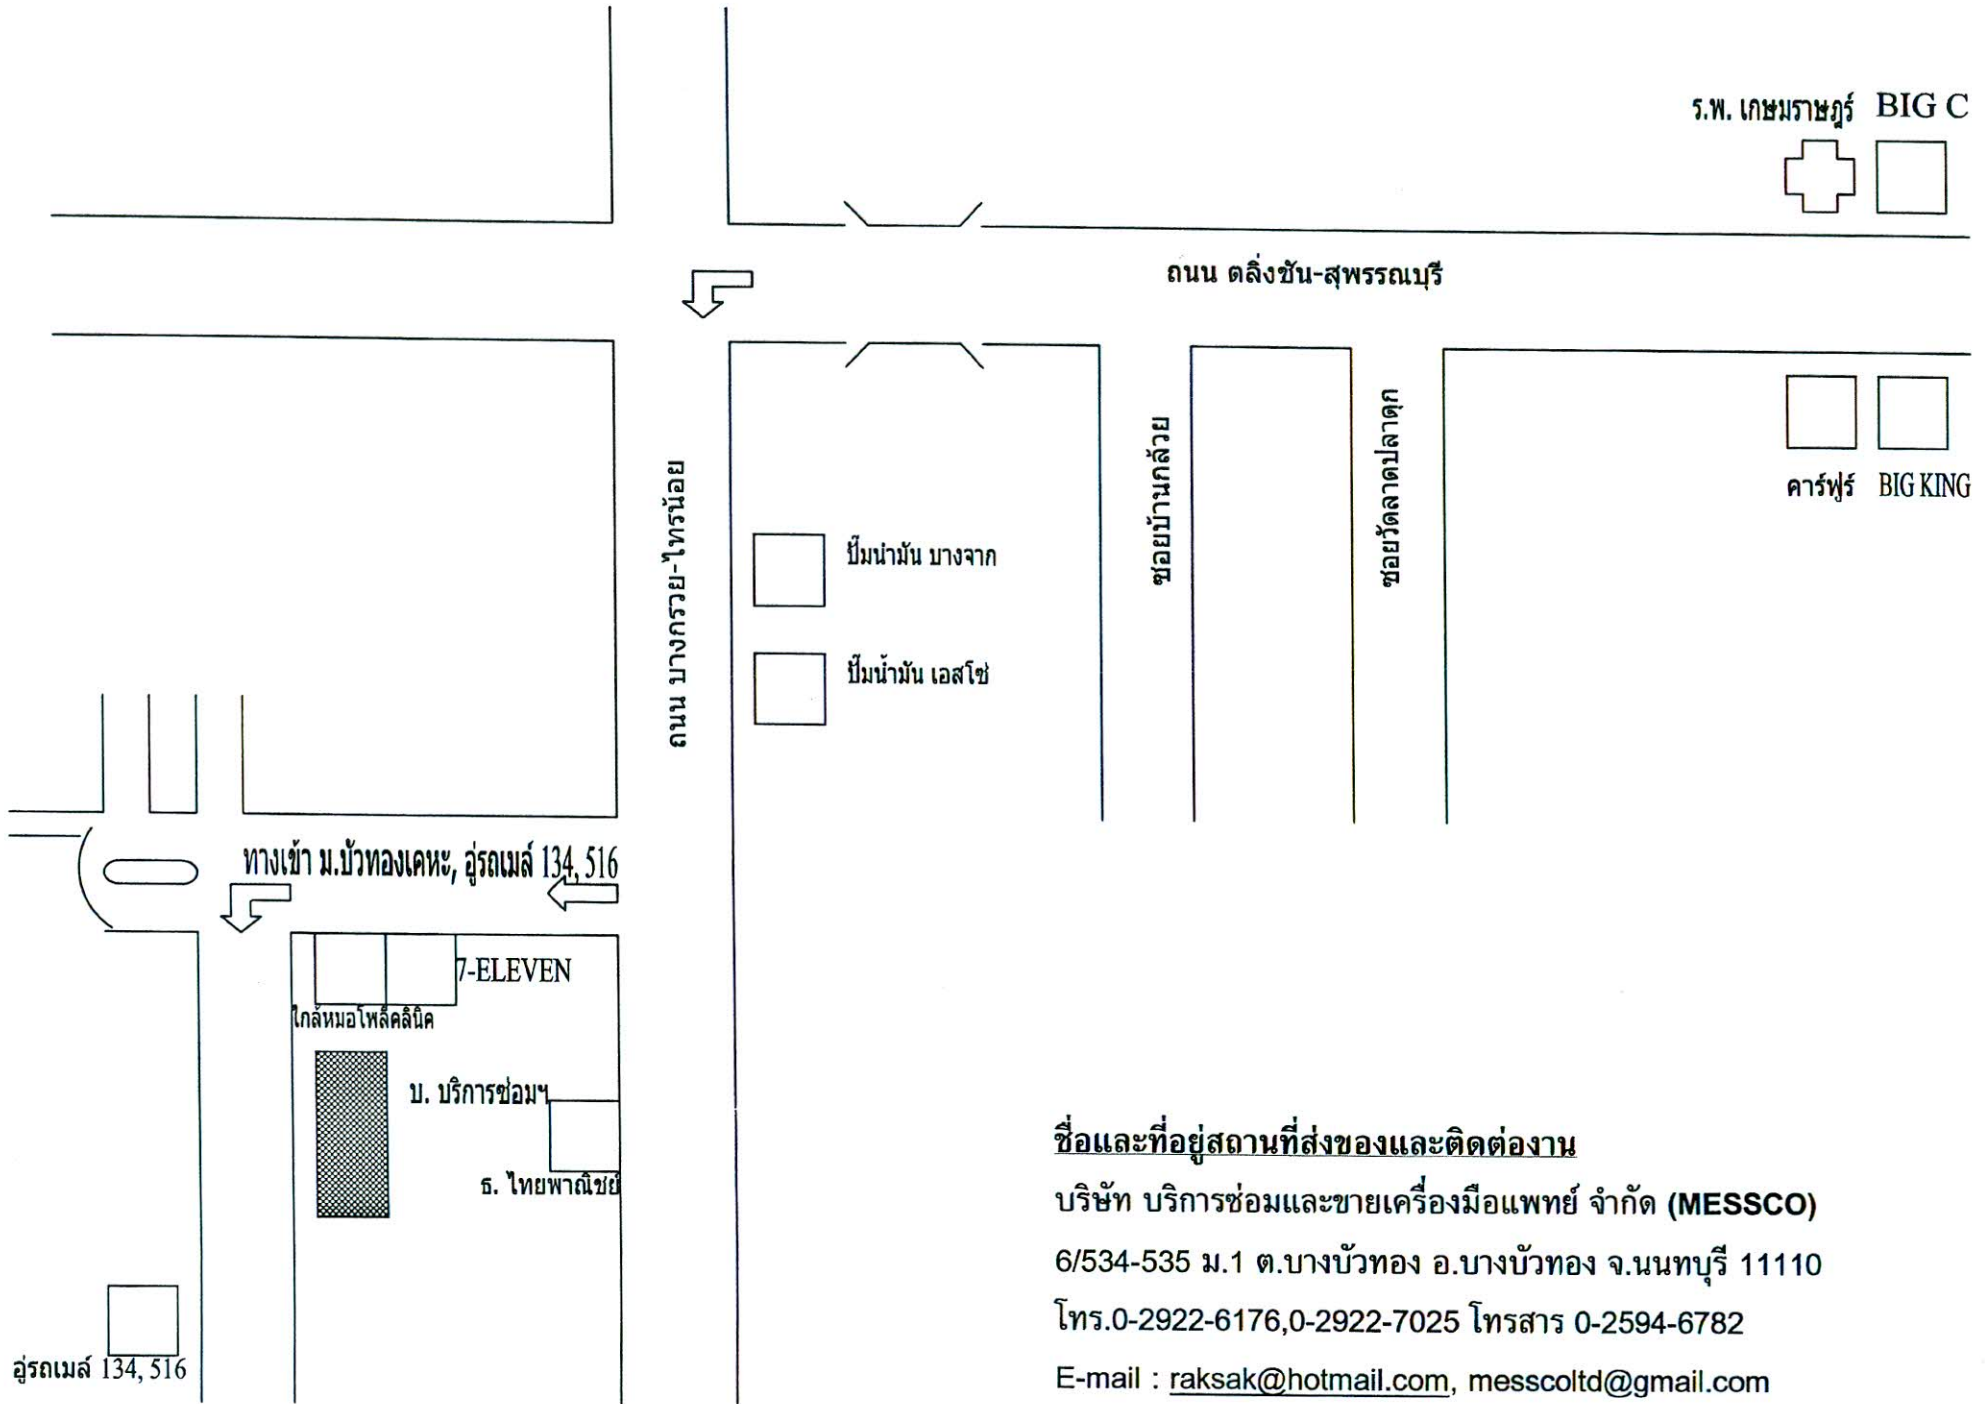 ร.พ. เกษมราษฎร์ BIG C
ถนน ตลิ่งชัน-สุพรรณบุรี
คาร์ฟูร์ BIG KING
ซอยวัดลาดปลาดุก
ซอยบ้านกล้วย
ถนน บางกรวย-ไทรน้อย
ปั๊มน่ามัน บางจาก
ปั๊มน้ำมัน เอสโซ่
ทางเข้า ม.บัวทองเคหะ, อู่รถเมล์ 134, 516
7-ELEVEN
ใกล้หมอโพลีคลินิค
บ. บริการซ่อมฯ
ธ. ไทยพาณิชย์
อู่รถเมล์ 134, 516
ชื่อและที่อยู่สถานที่ส่งของและติดต่องาน
บริษัท บริการซ่อมและขายเครื่องมือแพทย์ จำกัด (MESSCO)
6/534-535 ม.1 ต.บางบัวทอง อ.บางบัวทอง จ.นนทบุรี 11110
โทร.0-2922-6176,0-2922-7025 โทรสาร 0-2594-6782
E-mail : raksak@hotmail.com, messcoltd@gmail.com